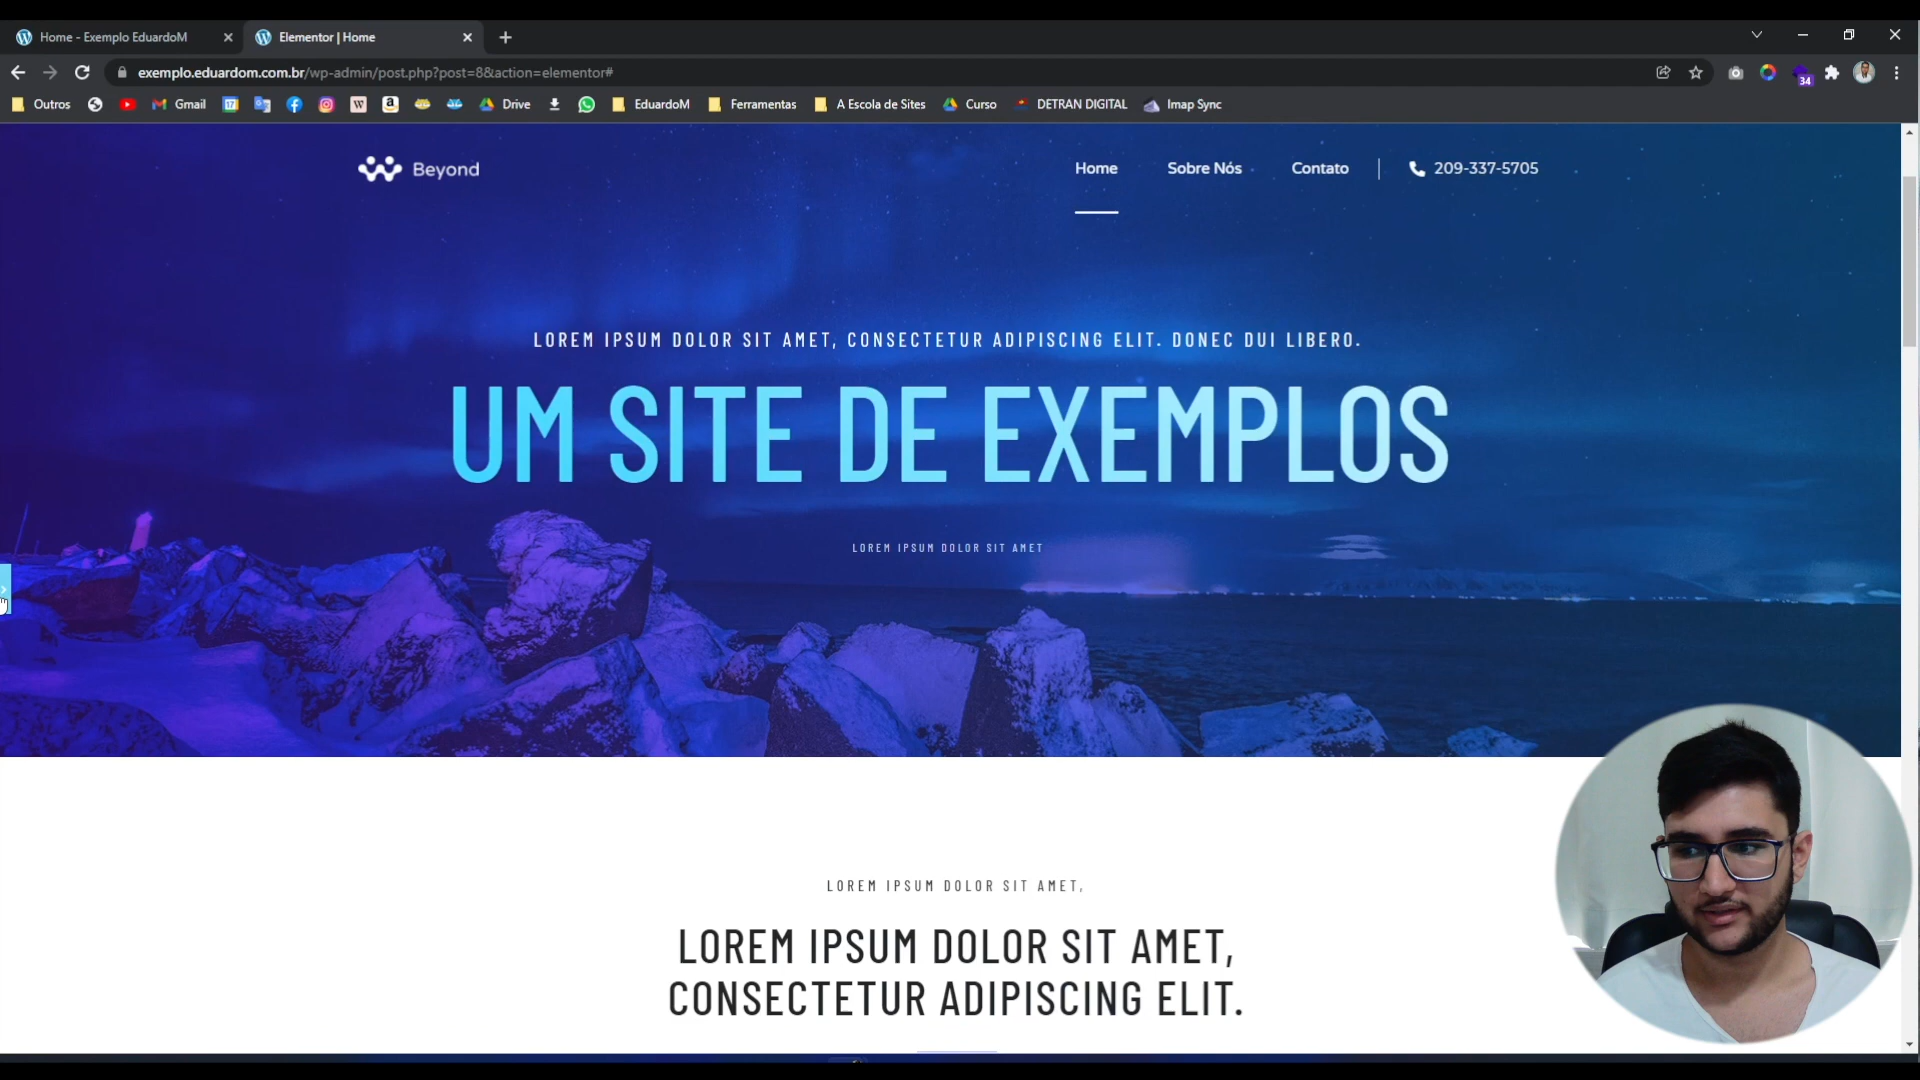 Home - Exemplo EduardoM
Elementor | Home
exemplo.eduardom.com.br/wp-admin/post.php?post=8&action=elementor#
34
Outros
Gmail
17
W
a
Drive
EduardoM
Ferramentas
A Escola de Sites
Curso
DETRAN DIGITAL
Imap Sync
Beyond
Home
Sobre Nós
Contato
209-337-5705
LOREM IPSUM DOLOR SIT AMET, CONSECTETUR ADIPISCING ELIT. DONEC DUI LIBERO.
UM SITE DE EXEMPLOS
LOREM IPSUM DOLOR SIT AMET
LOREM IPSUM DOLOR SIT AMET,
LOREM IPSUM DOLOR SIT AMET,
CONSECTETUR ADIPISCING ELIT.